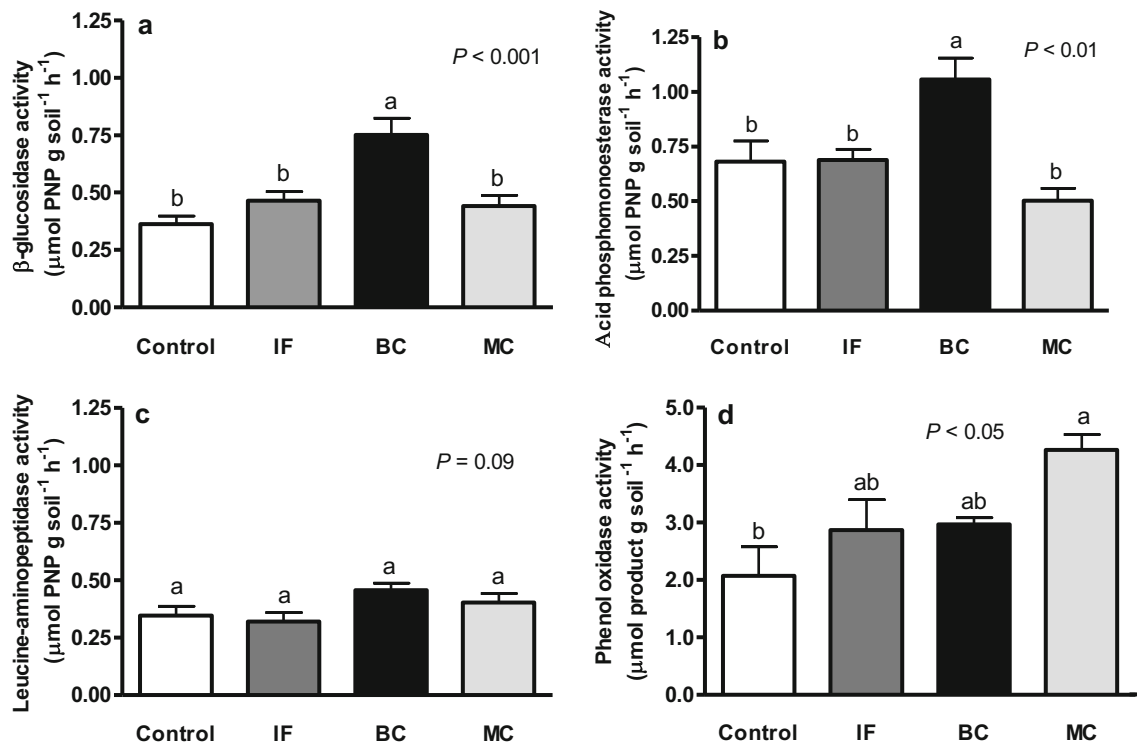 a
P < 0.001
β-glucosidase activity
(μmol PNP g soil⁻¹ h⁻¹)
1.25
1.00
0.75
0.50
0.25
0.00
b
b
a
b
Control IF BC MC
b
P < 0.01
Acid phosphomonoesterase activity
(μmol PNP g soil⁻¹ h⁻¹)
1.25
1.00
0.75
0.50
0.25
0.00
b
b
a
b
Control IF BC MC
c
P = 0.09
Leucine-aminopeptidase activity
(μmol PNP g soil⁻¹ h⁻¹)
1.25
1.00
0.75
0.50
0.25
0.00
a
a
a
a
Control IF BC MC
d
P < 0.05
Phenol oxidase activity
(μmol product g soil⁻¹ h⁻¹)
5.0
4.0
3.0
2.0
1.0
0.0
b
ab
ab
a
Control IF BC MC